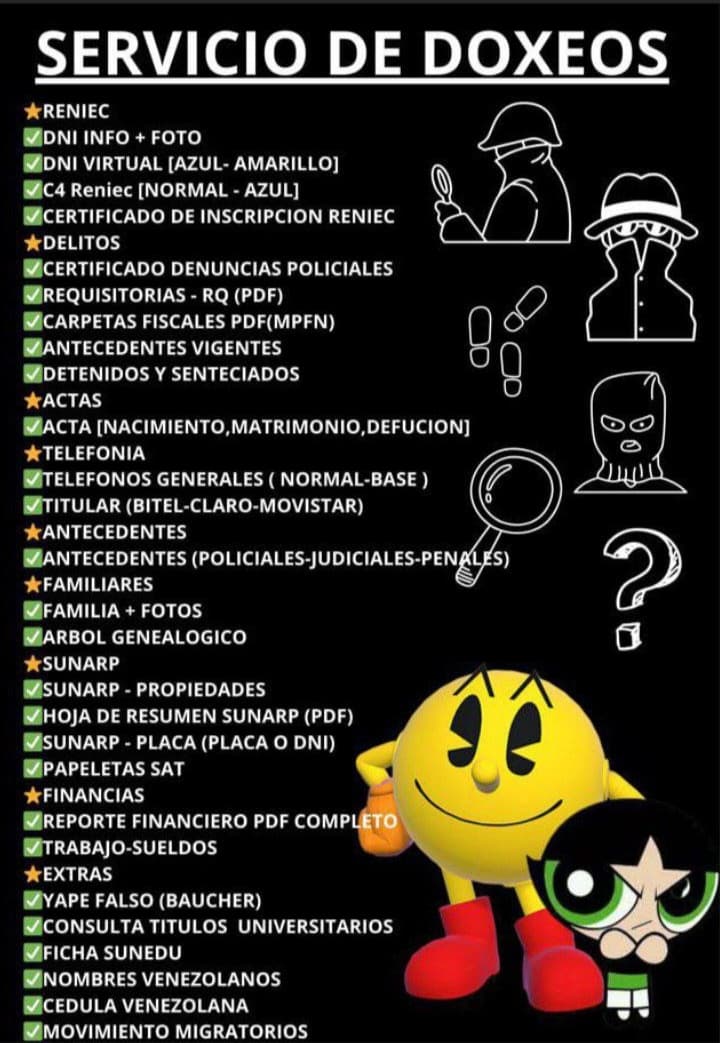 SERVICIO DE DOXEOS
⭐RENIEC
✅DNI INFO + FOTO
✅DNI VIRTUAL [AZUL- AMARILLO]
✅C4 Reniec [NORMAL - AZUL]
✅CERTIFICADO DE INSCRIPCION RENIEC
⭐DELITOS
✅CERTIFICADO DENUNCIAS POLICIALES
✅REQUISITORIAS - RQ (PDF)
✅CARPETAS FISCALES PDF(MPFN)
✅ANTECEDENTES VIGENTES
✅DETENIDOS Y SENTECIADOS
⭐ACTAS
✅ACTA [NACIMIENTO,MATRIMONIO,DEFUCION]
⭐TELEFONIA
✅TELEFONOS GENERALES ( NORMAL-BASE )
✅TITULAR (BITEL-CLARO-MOVISTAR)
⭐ANTECEDENTES
✅ANTECEDENTES (POLICIALES-JUDICIALES-PENALES)
⭐FAMILIARES
✅FAMILIA + FOTOS
✅ARBOL GENEALOGICO
⭐SUNARP
✅SUNARP - PROPIEDADES
✅HOJA DE RESUMEN SUNARP (PDF)
✅SUNARP - PLACA (PLACA O DNI)
✅PAPELETAS SAT
⭐FINANCIAS
✅REPORTE FINANCIERO PDF COMPLETO
✅TRABAJO-SUELDOS
⭐EXTRAS
✅YAPE FALSO (BAUCHER)
✅CONSULTA TITULOS UNIVERSITARIOS
✅FICHA SUNEDU
✅NOMBRES VENEZOLANOS
✅CEDULA VENEZOLANA
✅MOVIMIENTO MIGRATORIOS